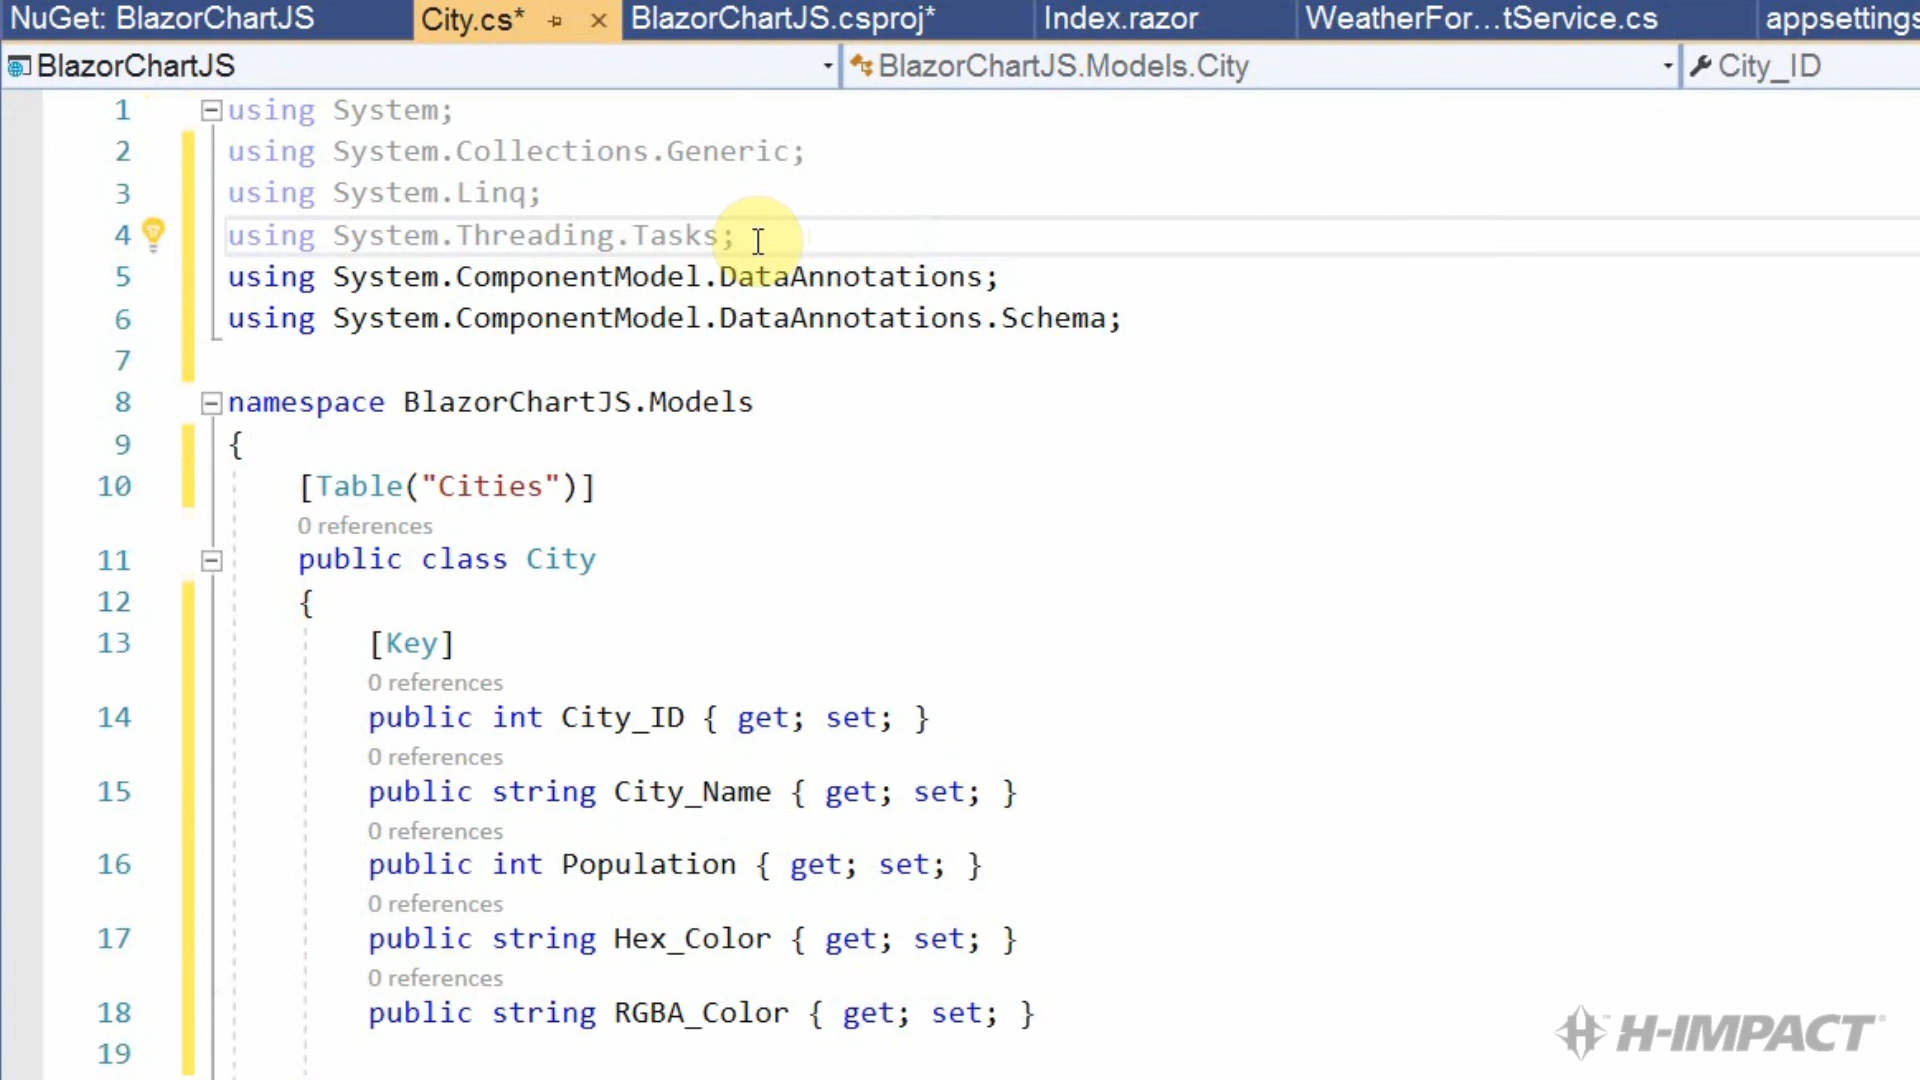 NuGet: BlazorChartJS City.cs* BlazorChartJS.csproj* Index.razor WeatherFor...tService.cs appsettings
BlazorChartJS BlazorChartJS.Models.City City_ID
1 using System;
2 using System.Collections.Generic;
3 using System.Linq;
4 using System.Threading.Tasks;
5 using System.ComponentModel.DataAnnotations;
6 using System.ComponentModel.DataAnnotations.Schema;
7
8 namespace BlazorChartJS.Models
9 {
10 [Table("Cities")]
0 references
11 public class City
12 {
13 [Key]
0 references
14 public int City_ID { get; set; }
0 references
15 public string City_Name { get; set; }
0 references
16 public int Population { get; set; }
0 references
17 public string Hex_Color { get; set; }
0 references
18 public string RGBA_Color { get; set; }
19
H-IMPACT